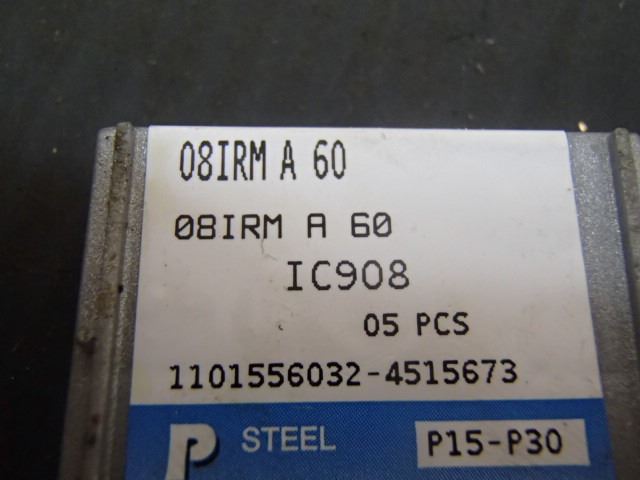 08IRM A 60
08IRM A 60
IC908
05 PCS
1101556032-4515673
P STEEL P15-P30